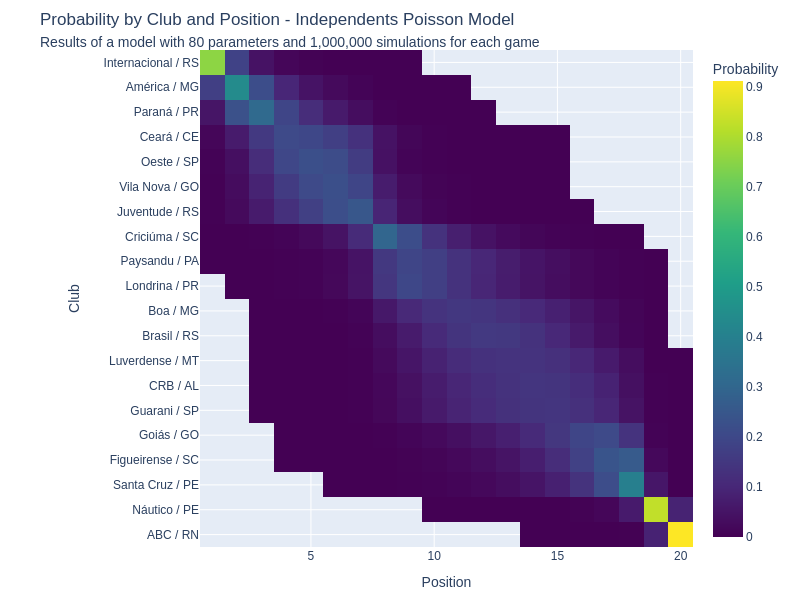 Probability by Club and Position - Independents Poisson Model
Results of a model with 80 parameters and 1,000,000 simulations for each game
Probability
Internacional / RS
América / MG
Paraná / PR
Ceará / CE
Oeste / SP
Vila Nova / GO
Juventude / RS
Criciúma / SC
Paysandu / PA
Londrina / PR
Boa / MG
Brasil / RS
Luverdense / MT
CRB / AL
Guarani / SP
Goiás / GO
Figueirense / SC
Santa Cruz / PE
Náutico / PE
ABC / RN
Club
0.9
0.8
0.7
0.6
0.5
0.4
0.3
0.2
0.1
0
5
10
15
20
Position